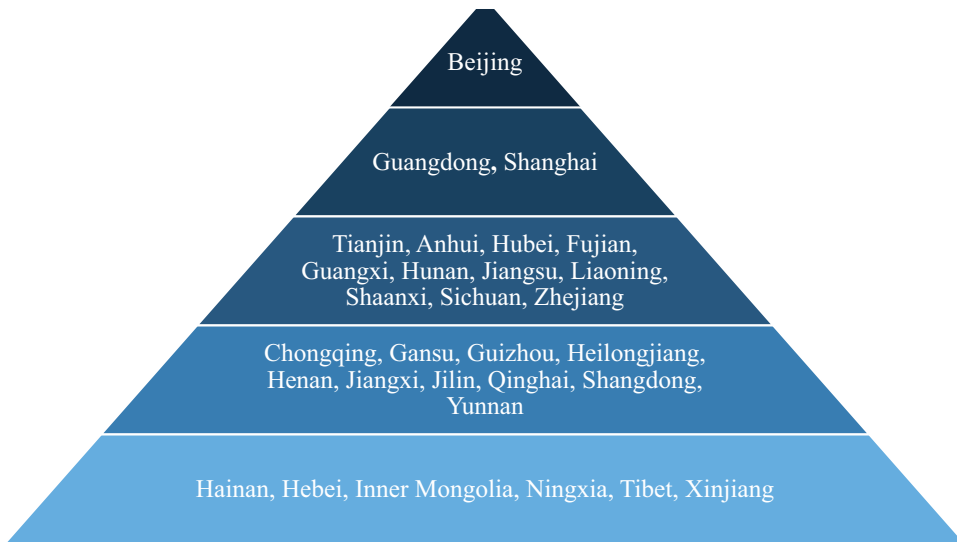 Beijing
Guangdong, Shanghai
Tianjin, Anhui, Hubei, Fujian,
Guangxi, Hunan, Jiangsu, Liaoning,
Shaanxi, Sichuan, Zhejiang
Chongqing, Gansu, Guizhou, Heilongjiang,
Henan, Jiangxi, Jilin, Qinghai, Shangdong,
Yunnan
Hainan, Hebei, Inner Mongolia, Ningxia, Tibet, Xinjiang